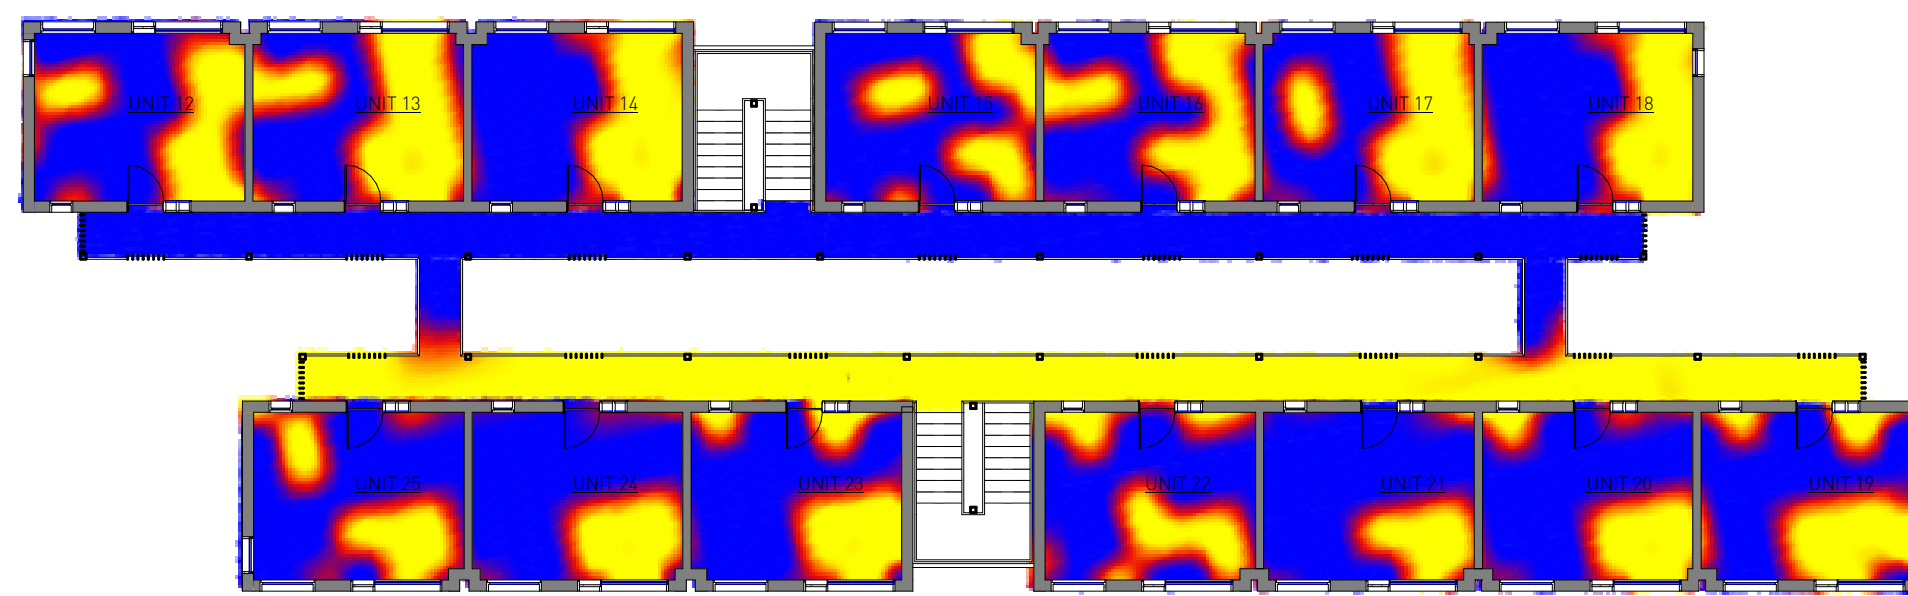 UNIT 12
UNIT 13
UNIT 14
UNIT 15
UNIT 16
UNIT 17
UNIT 18
UNIT 25
UNIT 24
UNIT 23
UNIT 22
UNIT 21
UNIT 20
UNIT 19